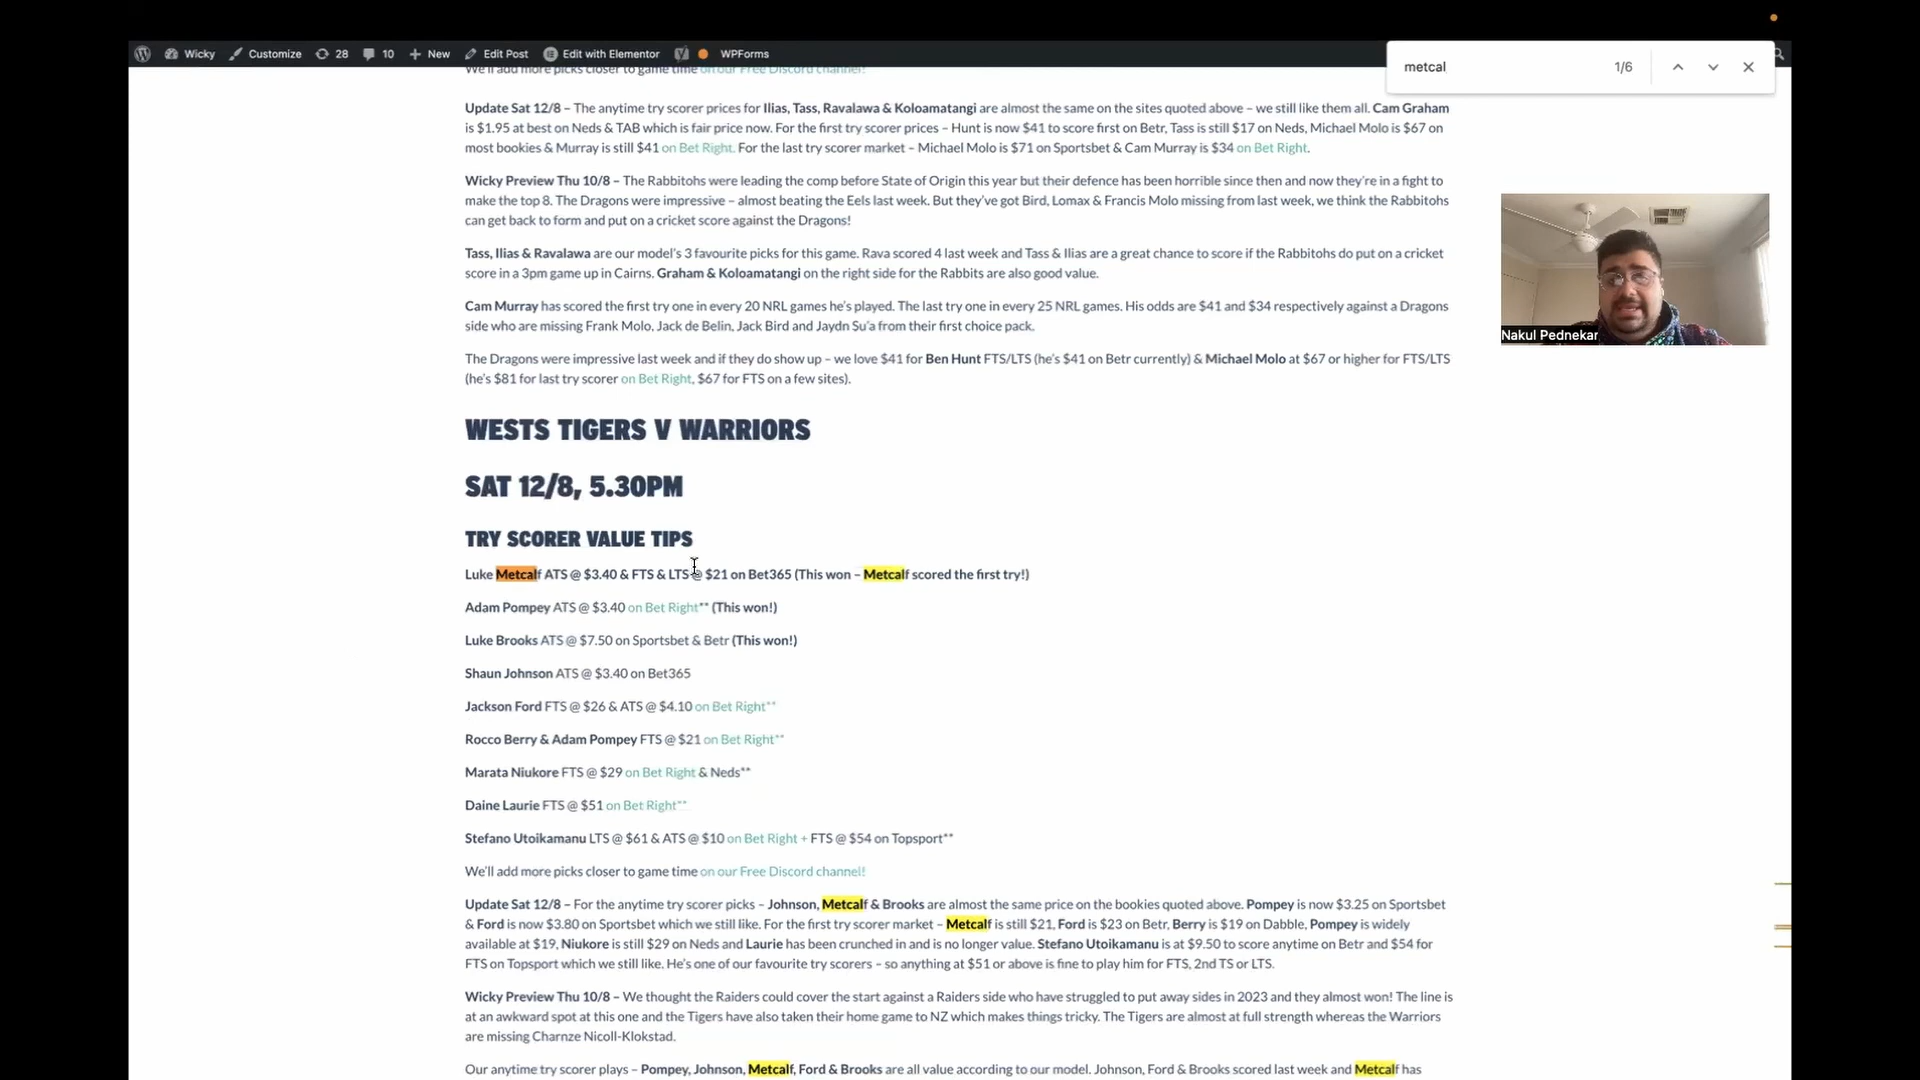 Wicky Customize 28 10 New Edit Post Edit with Elementor WPForms
metcal 1/6
We'll add more picks closer to game time on our Free Discord channel!
Update Sat 12/8 – The anytime try scorer prices for Ilias, Tass, Ravalawa & Koloamatangi are almost the same on the sites quoted above – we still like them all. Cam Graham
is $1.95 at best on Neds & TAB which is fair price now. For the first try scorer prices – Hunt is now $41 to score first on Betr, Tass is still $17 on Neds, Michael Molo is $67 on
most bookies & Murray is still $41 on Bet Right. For the last try scorer market – Michael Molo is $71 on Sportsbet & Cam Murray is $34 on Bet Right.
Wicky Preview Thu 10/8 – The Rabbitohs were leading the comp before State of Origin this year but their defence has been horrible since then and now they're in a fight to
make the top 8. The Dragons were impressive – almost beating the Eels last week. But they've got Bird, Lomax & Francis Molo missing from last week, we think the Rabbitohs
can get back to form and put on a cricket score against the Dragons!
Nakul Pednekar
Tass, Ilias & Ravalawa are our model's 3 favourite picks for this game. Rava scored 4 last week and Tass & Ilias are a great chance to score if the Rabbitohs do put on a cricket
score in a 3pm game up in Cairns. Graham & Koloamatangi on the right side for the Rabbits are also good value.
Cam Murray has scored the first try one in every 20 NRL games he's played. The last try one in every 25 NRL games. His odds are $41 and $34 respectively against a Dragons
side who are missing Frank Molo, Jack de Belin, Jack Bird and Jaydn Su'a from their first choice pack.
The Dragons were impressive last week and if they do show up – we love $41 for Ben Hunt FTS/LTS (he's $41 on Betr currently) & Michael Molo at $67 or higher for FTS/LTS
(he's $81 for last try scorer on Bet Right, $67 for FTS on a few sites).
WESTS TIGERS V WARRIORS
SAT 12/8, 5.30PM
TRY SCORER VALUE TIPS
Luke Metcalf ATS @ $3.40 & FTS & LTS @ $21 on Bet365 (This won – Metcalf scored the first try!)
Adam Pompey ATS @ $3.40 on Bet Right** (This won!)
Luke Brooks ATS @ $7.50 on Sportsbet & Betr (This won!)
Shaun Johnson ATS @ $3.40 on Bet365
Jackson Ford FTS @ $26 & ATS @ $4.10 on Bet Right**
Rocco Berry & Adam Pompey FTS @ $21 on Bet Right**
Marata Niukore FTS @ $29 on Bet Right & Neds**
Daine Laurie FTS @ $51 on Bet Right**
Stefano Utoikamanu LTS @ $61 & ATS @ $10 on Bet Right + FTS @ $54 on Topsport**
We'll add more picks closer to game time on our Free Discord channel!
Update Sat 12/8 – For the anytime try scorer picks – Johnson, Metcalf & Brooks are almost the same price on the bookies quoted above. Pompey is now $3.25 on Sportsbet
& Ford is now $3.80 on Sportsbet which we still like. For the first try scorer market – Metcalf is still $21, Ford is $23 on Betr, Berry is $19 on Dabble, Pompey is widely
available at $19, Niukore is still $29 on Neds and Laurie has been crunched in and is no longer value. Stefano Utoikamanu is at $9.50 to score anytime on Betr and $54 for
FTS on Topsport which we still like. He's one of our favourite try scorers – so anything at $51 or above is fine to play him for FTS, 2nd TS or LTS.
Wicky Preview Thu 10/8 – We thought the Raiders could cover the start against a Raiders side who have struggled to put away sides in 2023 and they almost won! The line is
at an awkward spot at this one and the Tigers have also taken their home game to NZ which makes things tricky. The Tigers are almost at full strength whereas the Warriors
are missing Charnze Nicoll-Klokstad.
Our anytime try scorer plays – Pompey, Johnson, Metcalf, Ford & Brooks are all value according to our model. Johnson, Ford & Brooks scored last week and Metcalf has